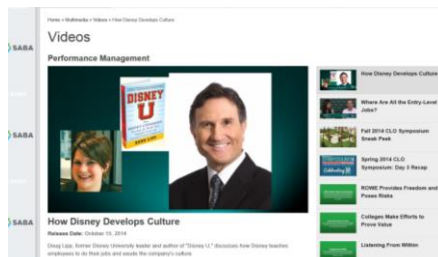 Home » Multimedia » Videos » How Disney Develops Culture
Videos
SABA
Performance Management
DISNEY
U
DOUG LIPP
SABA
SABA
How Disney Develops Culture
Release Date: October 15, 2014
Doug Lipp, former Disney University leader and author of "Disney U," discusses how Disney teaches
employees to do their jobs and exude the company's culture.
How Disney Develops Culture
Where Are All the Entry-Level
Jobs?
Fall 2014 CLO Symposium
Sneak Peek
Spring 2014 CLO
Symposium: Day 3 Recap
ROWE Provides Freedom and
Poses Risks
Colleges Make Efforts to
Prove Value
Listening From Within